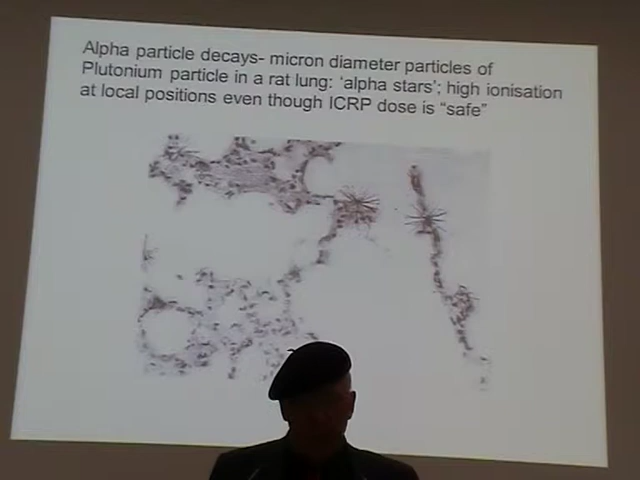 Alpha particle decays- micron diameter particles of
Plutonium particle in a rat lung: ‘alpha stars’; high ionisation
at local positions even though ICRP dose is “safe”